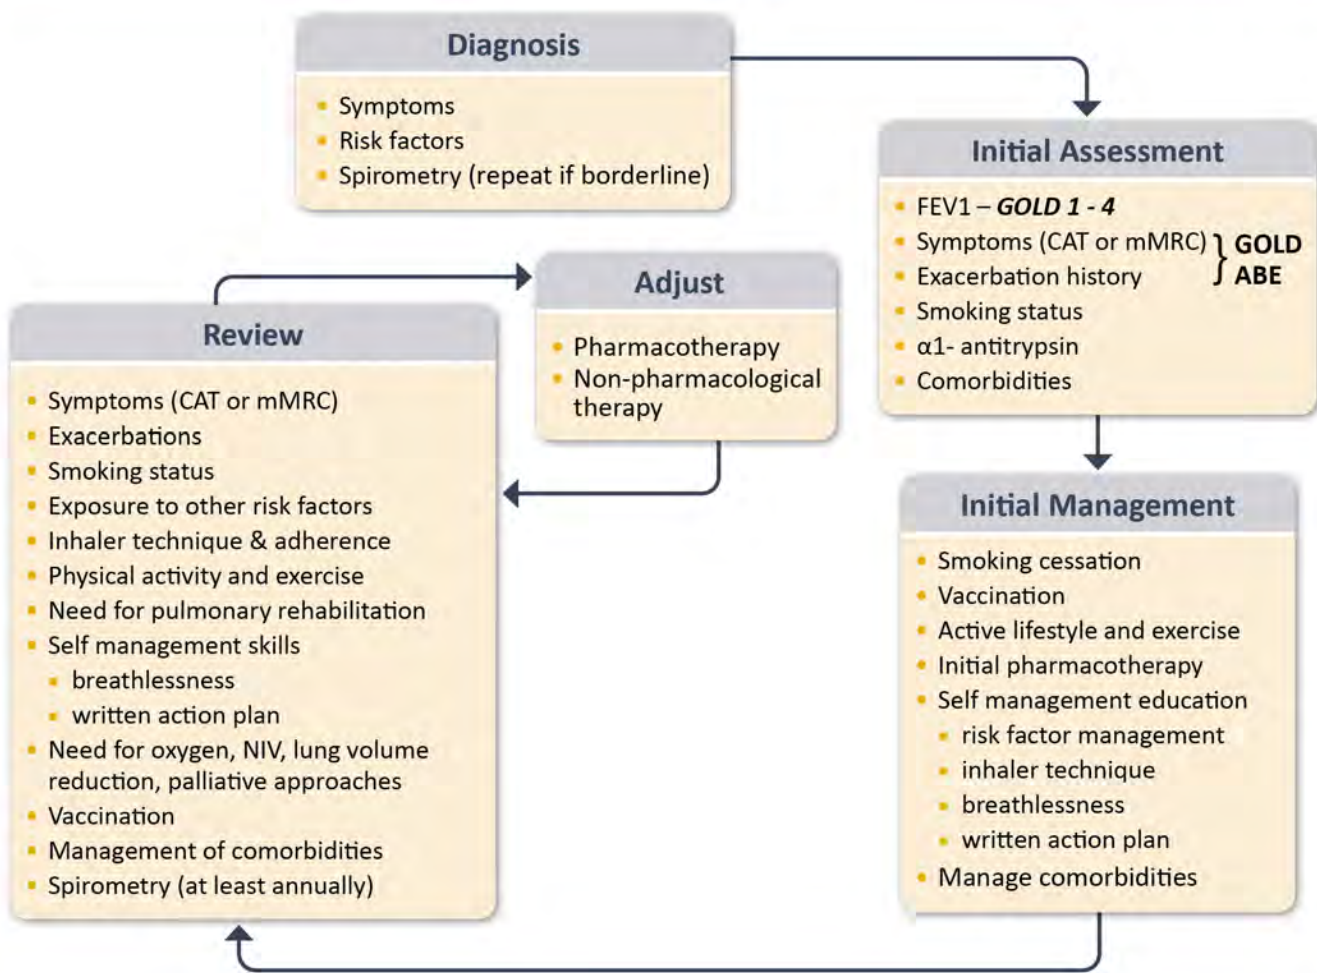 Diagnosis
Symptoms
Risk factors
Spirometry (repeat if borderline)
Initial Assessment
FEV1 – GOLD 1 - 4
Symptoms (CAT or mMRC)
Exacerbation history
GOLD
ABE
Smoking status
α1- antitrypsin
Comorbidities
Initial Management
Smoking cessation
Vaccination
Active lifestyle and exercise
Initial pharmacotherapy
Self management education
risk factor management
inhaler technique
breathlessness
written action plan
Manage comorbidities
Review
Symptoms (CAT or mMRC)
Exacerbations
Smoking status
Exposure to other risk factors
Inhaler technique & adherence
Physical activity and exercise
Need for pulmonary rehabilitation
Self management skills
breathlessness
written action plan
Need for oxygen, NIV, lung volume
reduction, palliative approaches
Vaccination
Management of comorbidities
Spirometry (at least annually)
Adjust
Pharmacotherapy
Non-pharmacological
therapy